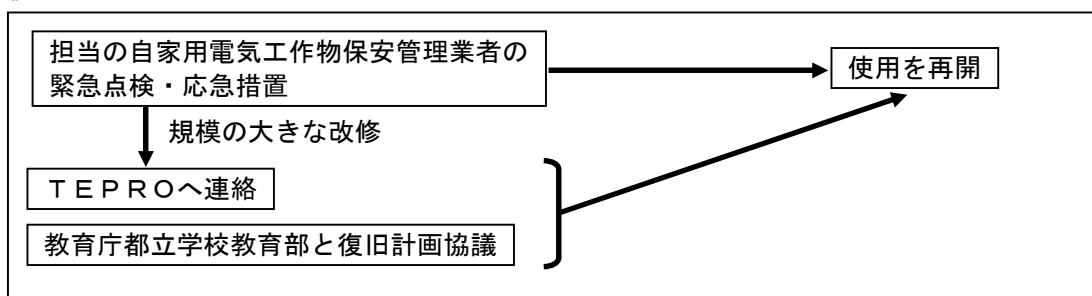 担当の自家用電気工作物保安管理業者の
緊急点検・応急措置
使用を再開
規模の大きな改修
ＴＥＰＲＯへ連絡
教育庁都立学校教育部と復旧計画協議